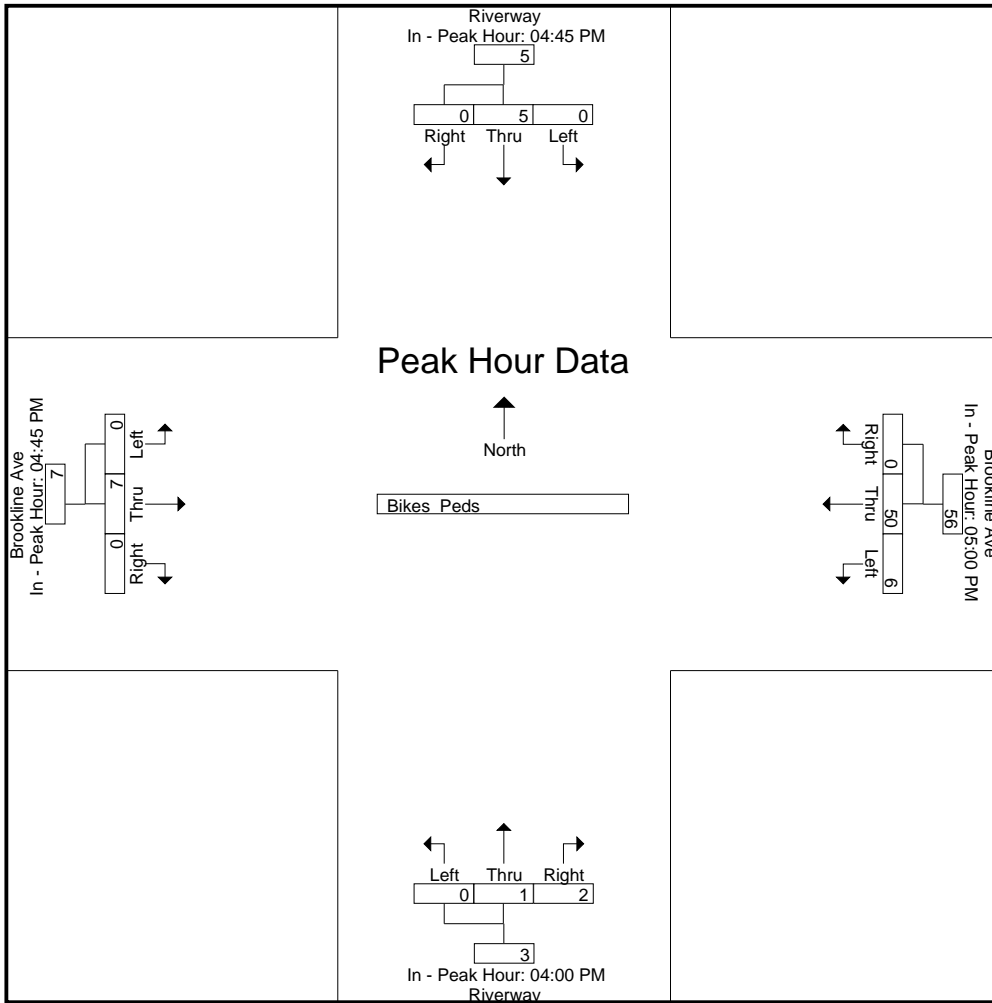 Riverway
In - Peak Hour: 04:45 PM
5
0 5 0
Right Thru Left
Peak Hour Data
North
Bikes Peds
Brookline Ave
In - Peak Hour: 04:45 PM
7
0 7 0
Left Thru Right
Brookline Ave
In - Peak Hour: 05:00 PM
56
0 50 6
Right Thru Left
Left Thru Right
0 1 2
3
In - Peak Hour: 04:00 PM
Riverway